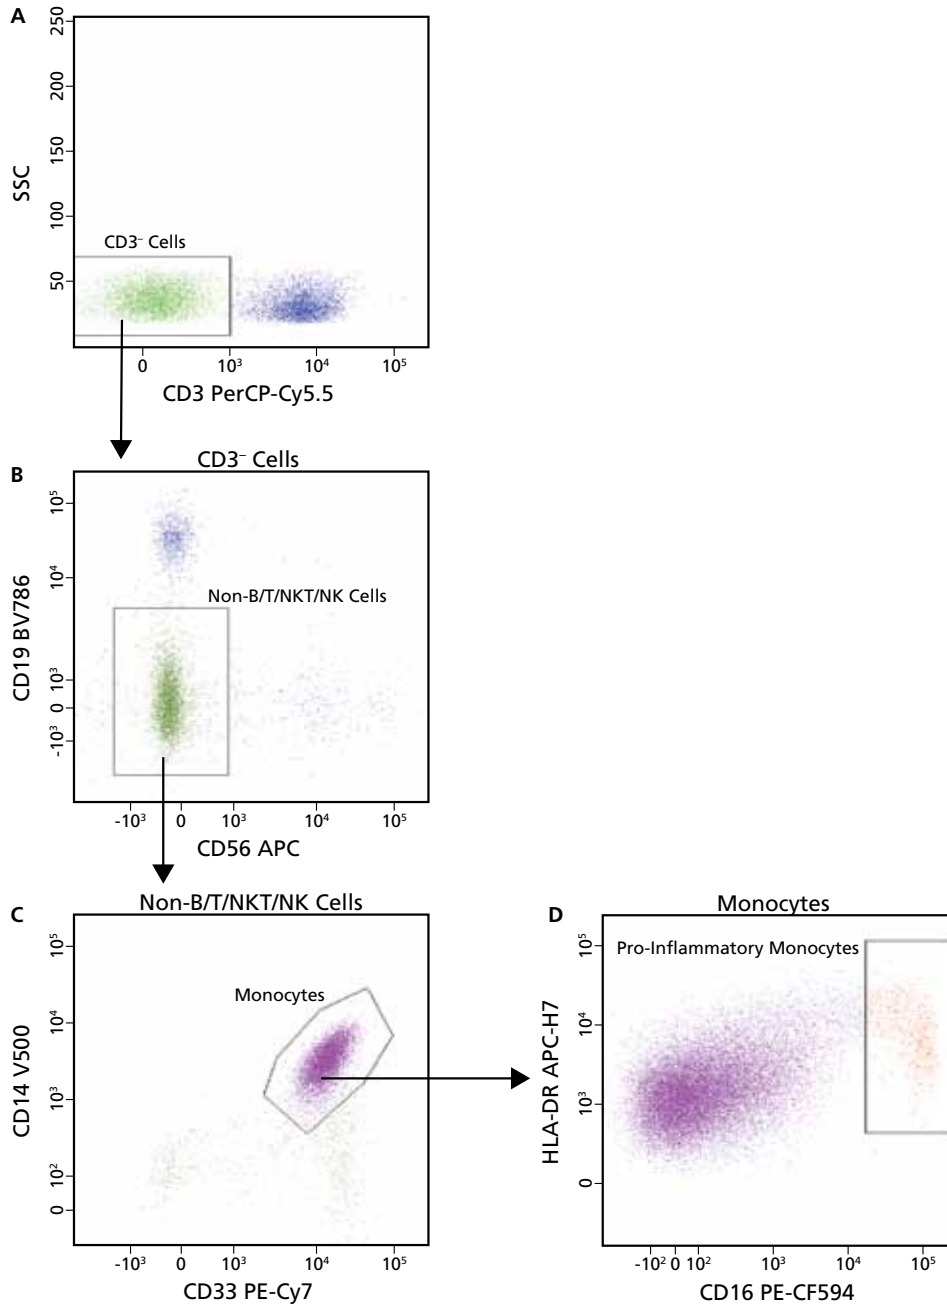 A
250
200
150
100
50
SSC
CD3⁻ Cells
0 10³ 10⁴ 10⁵
CD3 PerCP-Cy5.5
B
CD3⁻ Cells
10⁵
10⁴
10³
0
-10³
CD19 BV786
Non-B/T/NKT/NK Cells
-10³ 0 10³ 10⁴ 10⁵
CD56 APC
C
Non-B/T/NKT/NK Cells
10⁵
10⁴
10³
10²
0
CD14 V500
Monocytes
-10³ 0 10³ 10⁴ 10⁵
CD33 PE-Cy7
D
Monocytes
10⁵
10⁴
10³
0
HLA-DR APC-H7
Pro-Inflammatory Monocytes
-10² 0 10² 10³ 10⁴ 10⁵
CD16 PE-CF594